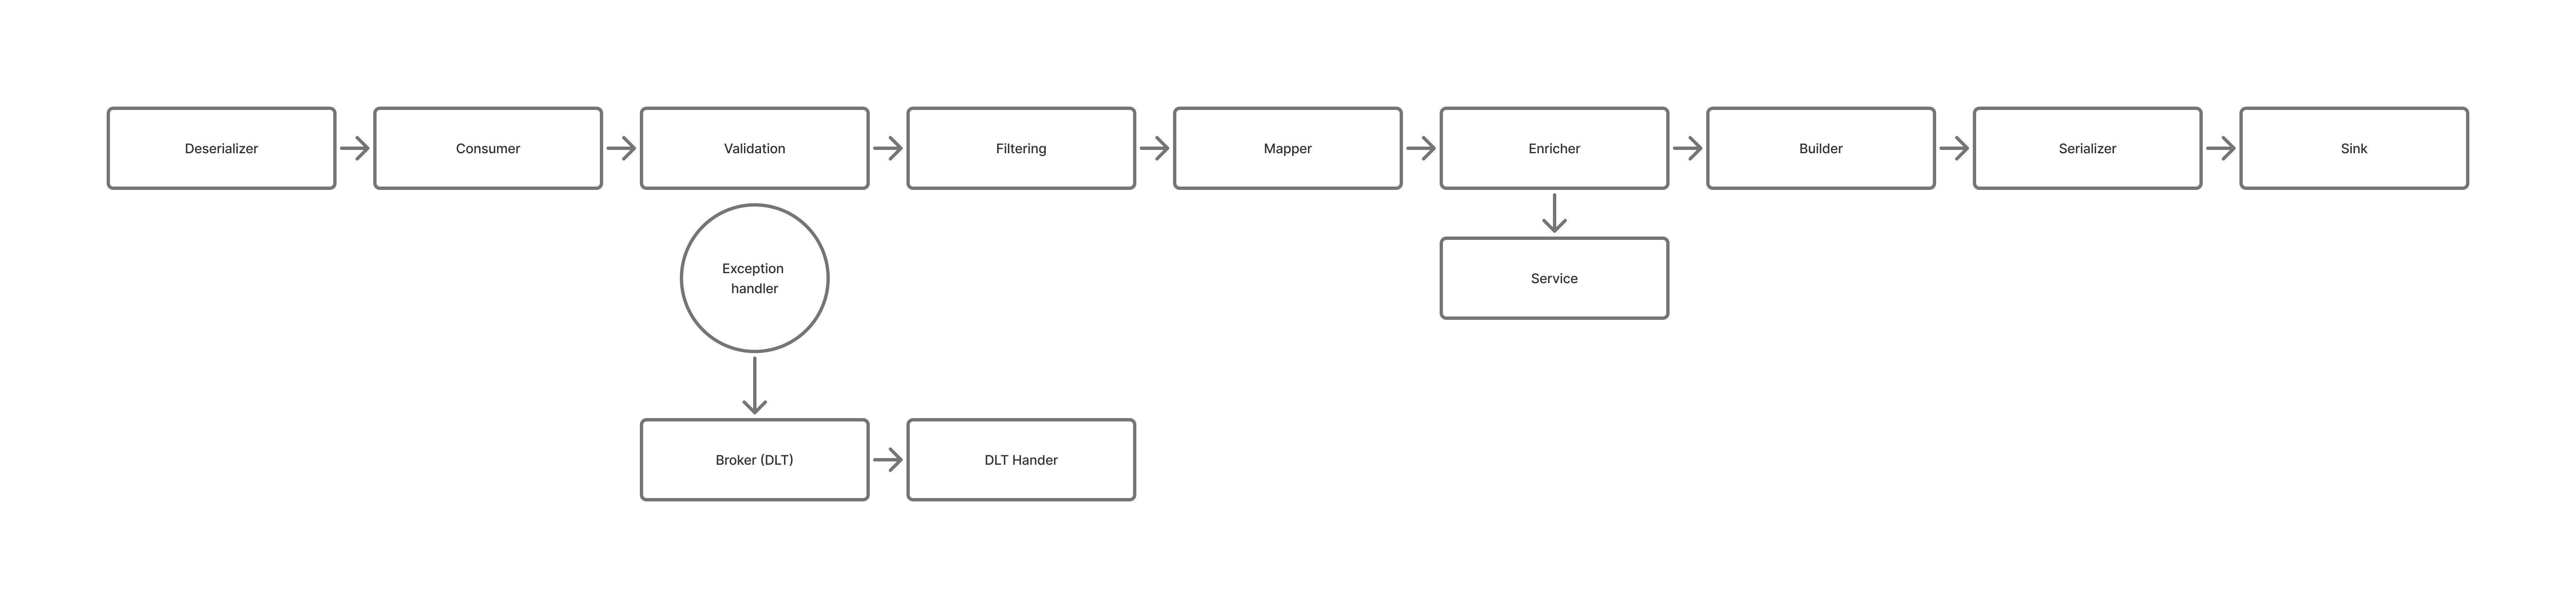 Deserializer
Consumer
Validation
Filtering
Mapper
Enricher
Builder
Serializer
Sink
Exception
handler
Service
Broker (DLT)
DLT Hander